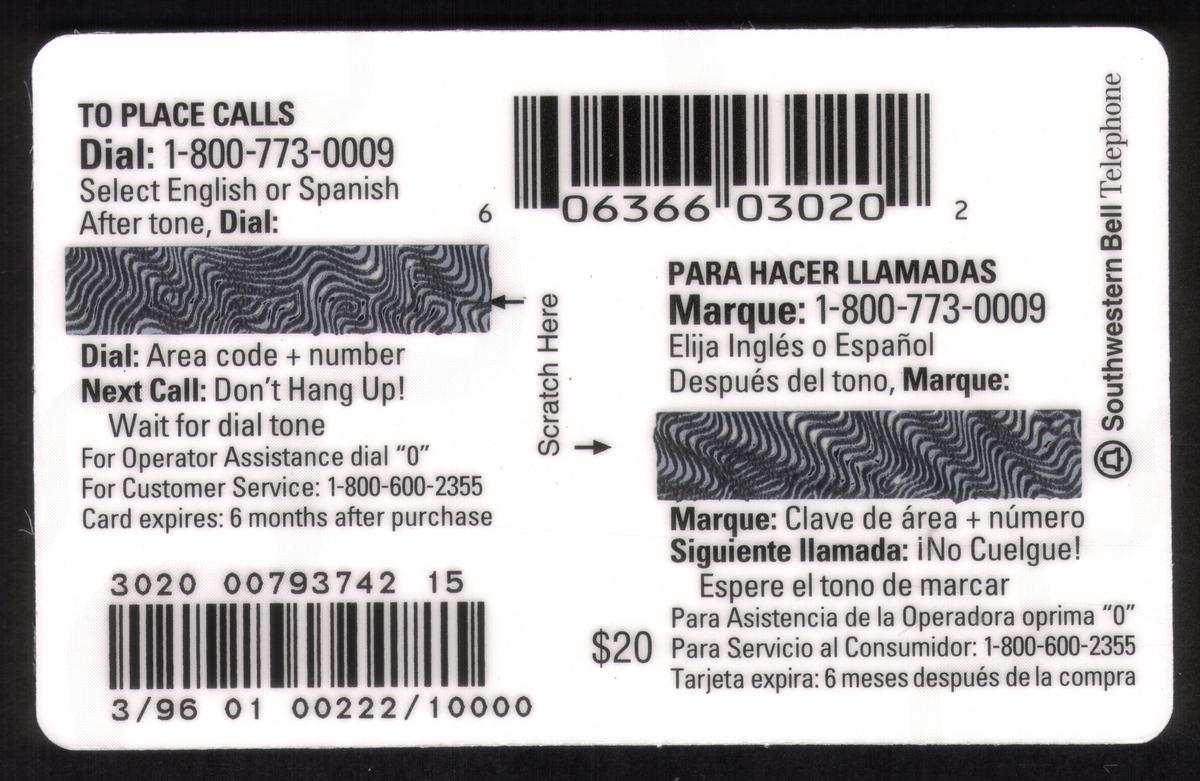 TO PLACE CALLS
Dial: 1-800-773-0009
Select English or Spanish
After tone, Dial:
Dial: Area code + number
Next Call: Don't Hang Up!
Wait for dial tone
For Operator Assistance dial “0”
For Customer Service: 1-800-600-2355
Card expires: 6 months after purchase
3020 00793742 15
3/96 01 00222/10000
6 06366 03020 2
Scratch Here
PARA HACER LLAMADAS
Marque: 1-800-773-0009
Elija Inglés o Español
Después del tono, Marque:
Marque: Clave de área + número
Siguiente llamada: ¡No Cuelgue!
Espere el tono de marcar
Para Asistencia de la Operadora oprima “0”
$20 Para Servicio al Consumidor: 1-800-600-2355
Tarjeta expira: 6 meses después de la compra
Southwestern Bell Telephone